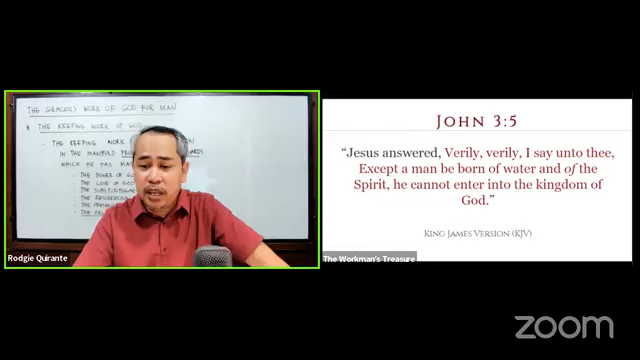 THE GRACIOUS WORK OF GOD FOR MAN
THE KEEPING WORK OF GOD
- THE KEEPING WORK
IN THE MANIFOLD
WHICH HE HAS
- THE POWER OF GOD
- THE LOVE OF GOD
- THE
- THE
- THE
- THE
Rodgie Quirante
JOHN 3:5
“Jesus answered, Verily, verily, I say unto thee,
Except a man be born of water and of the
Spirit, he cannot enter into the kingdom of
God.”
KING JAMES VERSION (KJV)
The Workman's Treasure
zoom